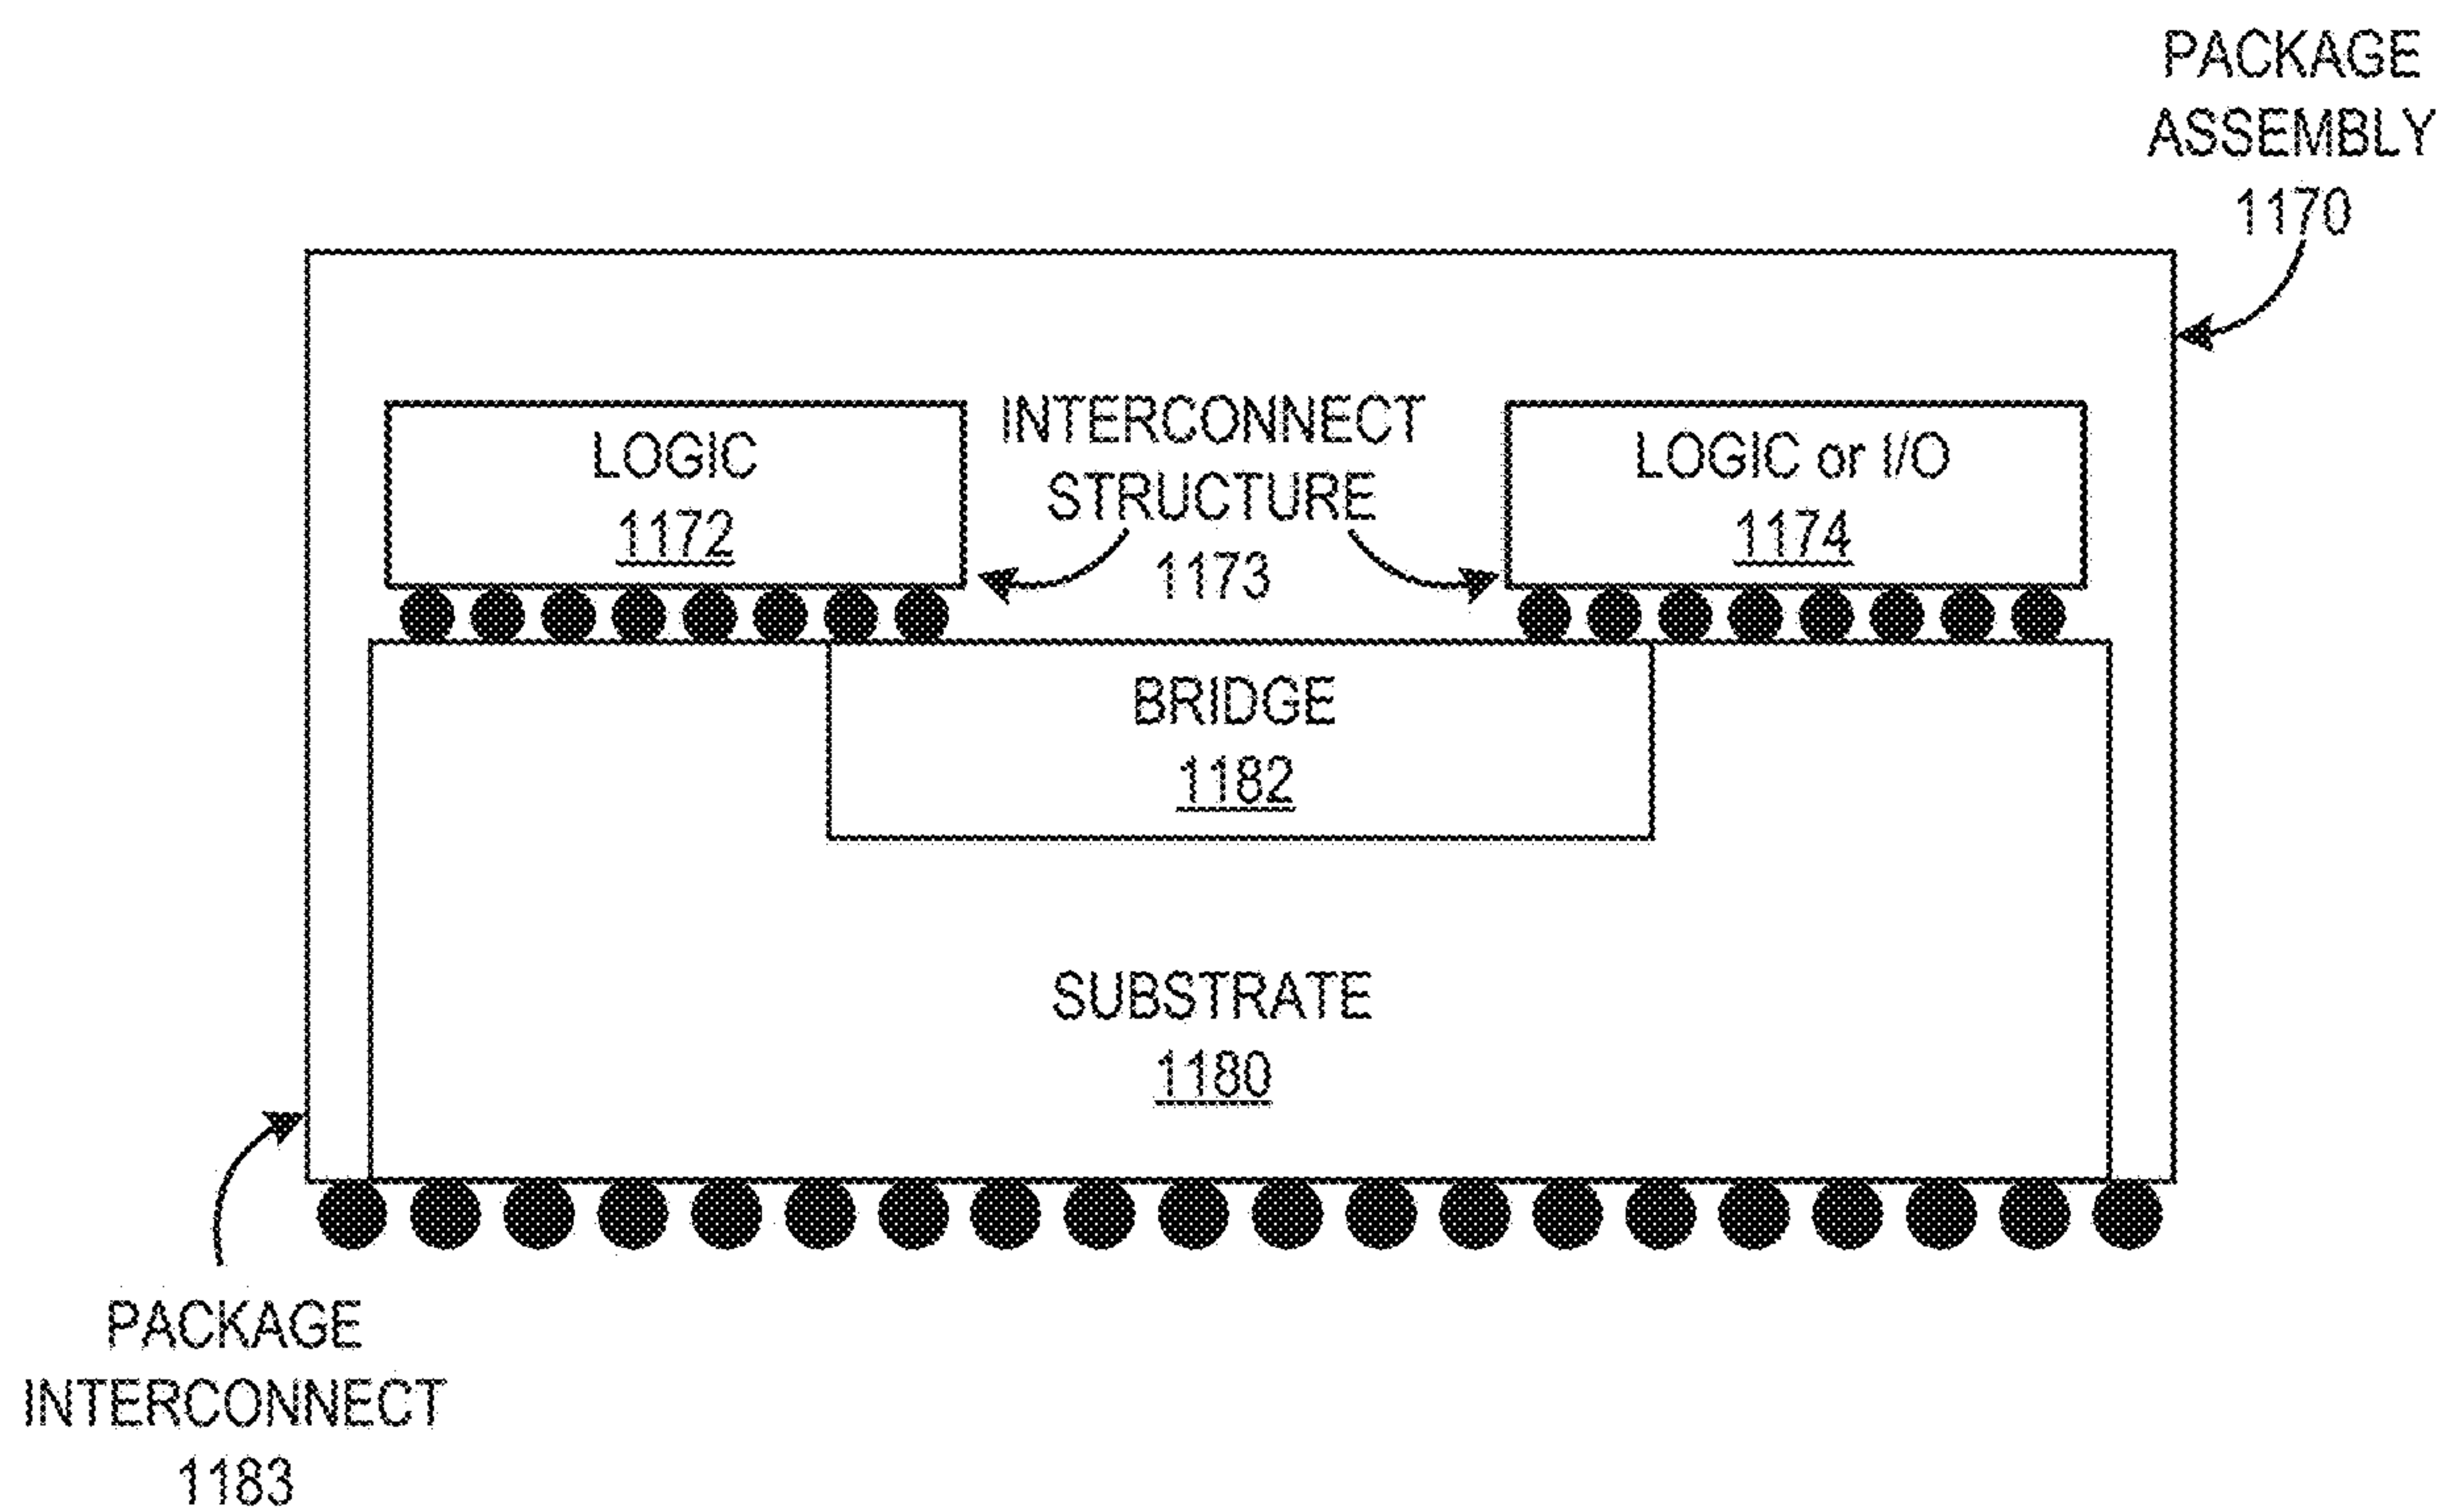 PACKAGE
ASSEMBLY
1170
LOGIC
1172
INTERCONNECT
STRUCTURE
1173
LOGIC or I/O
1174
BRIDGE
1182
SUBSTRATE
1180
PACKAGE
INTERCONNECT
1183